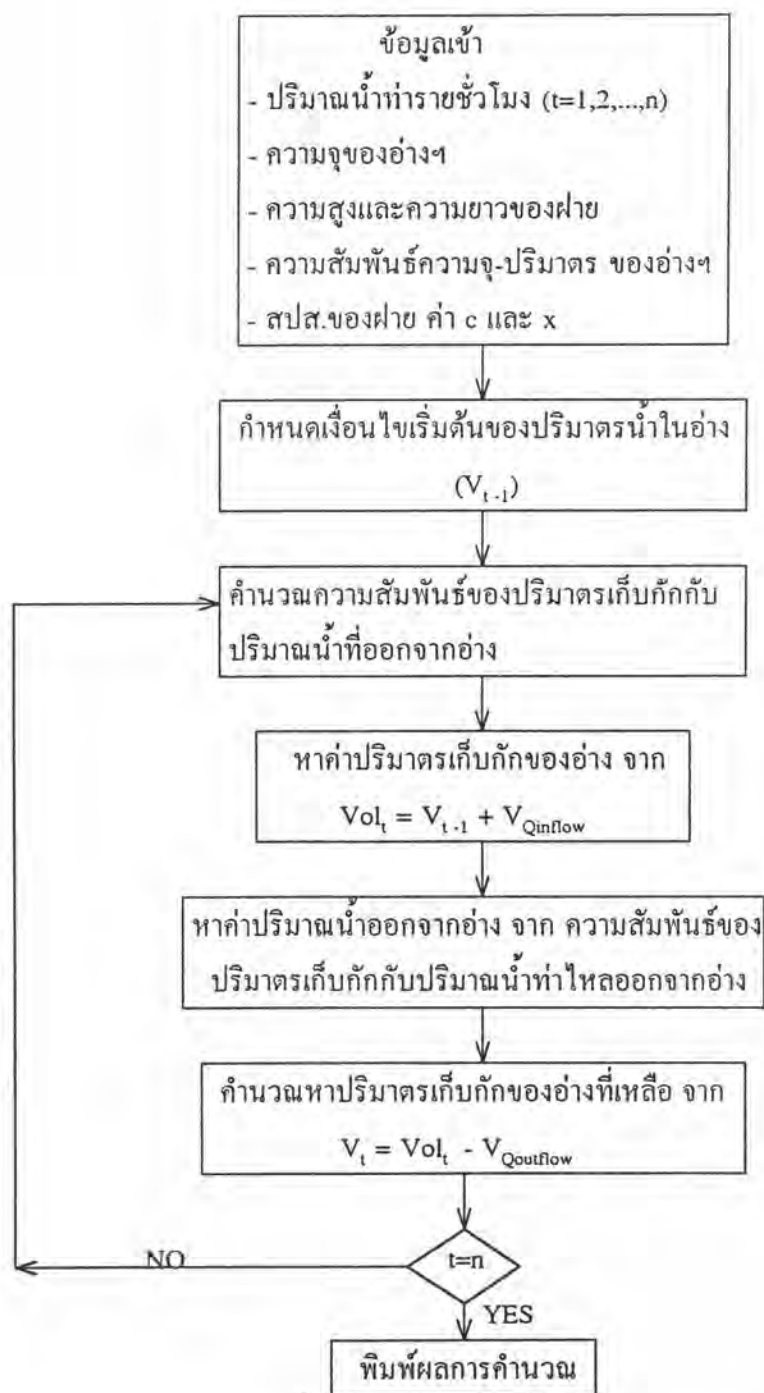 ข้อมูลเข้า
- ปริมาณน้ำท่ารายชั่วโมง (t=1,2,...,n)
- ความจุของอ่างฯ
- ความสูงและความยาวของฝาย
- ความสัมพันธ์ความจุ-ปริมาตร ของอ่างฯ
- สปส.ของฝาย ค่า c และ x
กำหนดเงื่อนไขเริ่มต้นของปริมาตรน้ำในอ่าง
(V_{t-1})
คำนวณความสัมพันธ์ของปริมาตรเก็บกักกับ
ปริมาณน้ำที่ออกจากอ่าง
หาค่าปริมาตรเก็บกักของอ่าง จาก
Vol_t = V_{t-1} + V_{Qinflow}
หาค่าปริมาณน้ำออกจากอ่าง จาก ความสัมพันธ์ของ
ปริมาตรเก็บกักกับปริมาณน้ำท่าไหลออกจากอ่าง
คำนวณหาปริมาตรเก็บกักของอ่างที่เหลือ จาก
V_t = Vol_t - V_{Qoutflow}
t=n
NO
YES
พิมพ์ผลการคำนวณ